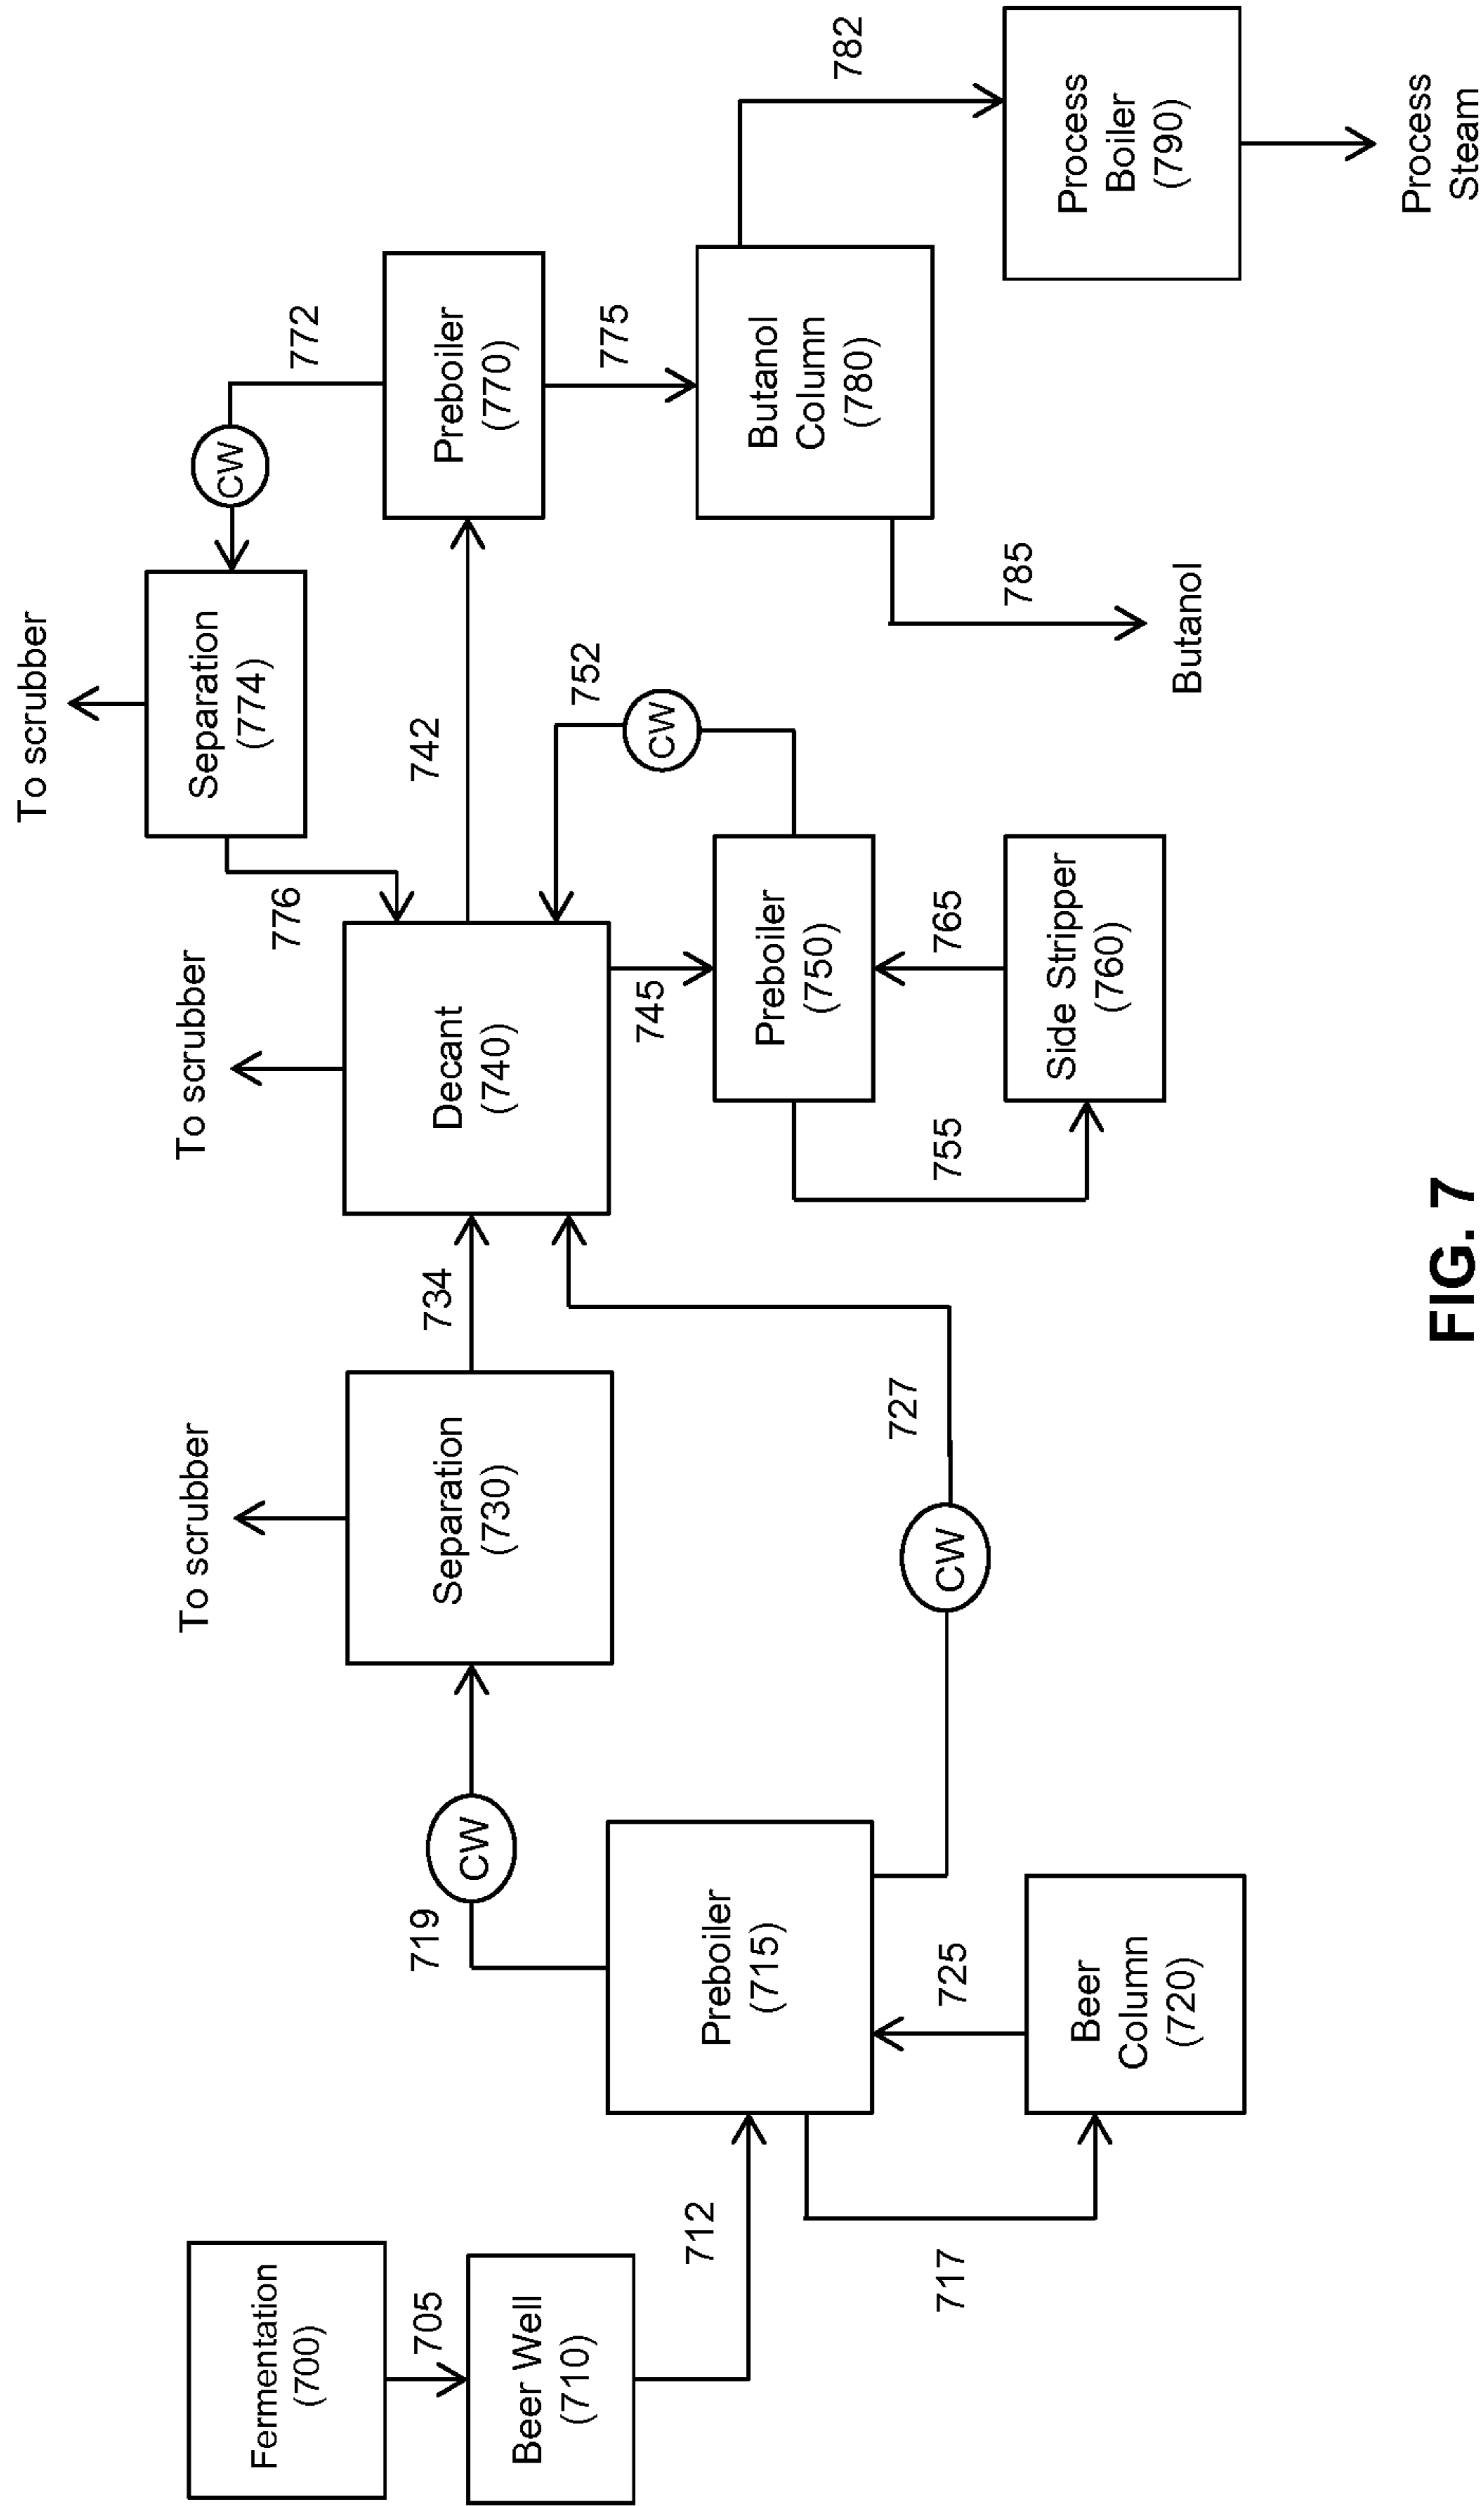 Fermentation
(700)
705
Beer Well
(710)
712
717
Preboiler
(715)
725
Beer
Column
(720)
719
CW
To scrubber
Separation
(730)
734
CW
727
To scrubber
Decant
(740)
745
Preboiler
(750)
755
765
Side Stripper
(760)
CW
752
742
776
To scrubber
Separation
(774)
CW
772
Preboiler
(770)
775
Butanol
Column
(780)
785
Butanol
782
Process
Boiler
(790)
Process
Steam
FIG. 7